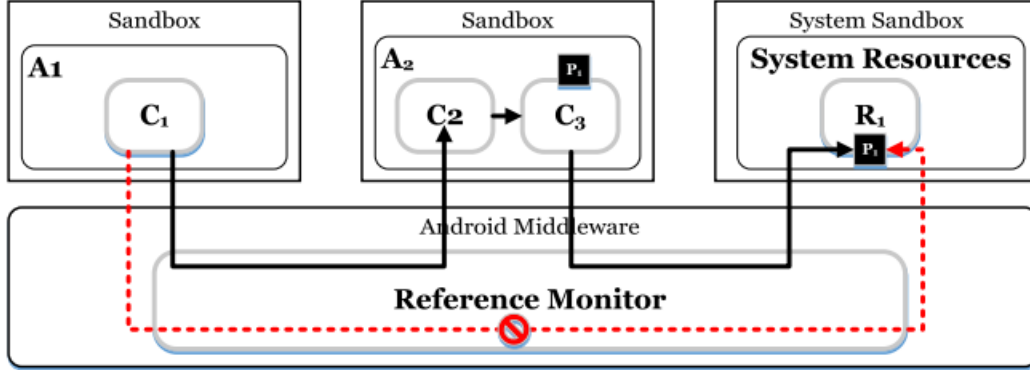 Sandbox
A1
C₁
Sandbox
A₂
P₁
C2
C₃
System Sandbox
System Resources
R₁
P₁
Android Middleware
Reference Monitor